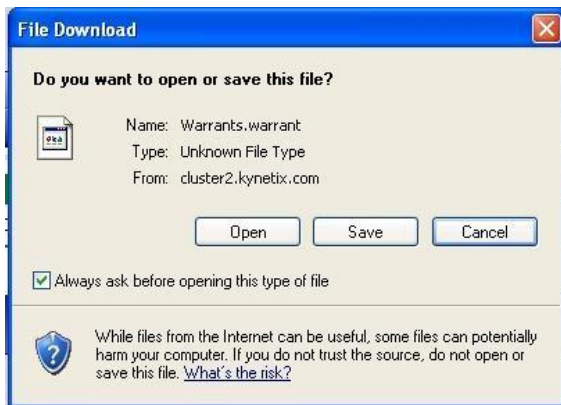 File Download
Do you want to open or save this file?
Name: Warrants.warrant
Type: Unknown File Type
From: cluster2.kynetix.com
Open Save Cancel
Always ask before opening this type of file
While files from the Internet can be useful, some files can potentially
harm your computer. If you do not trust the source, do not open or
save this file. What's the risk?